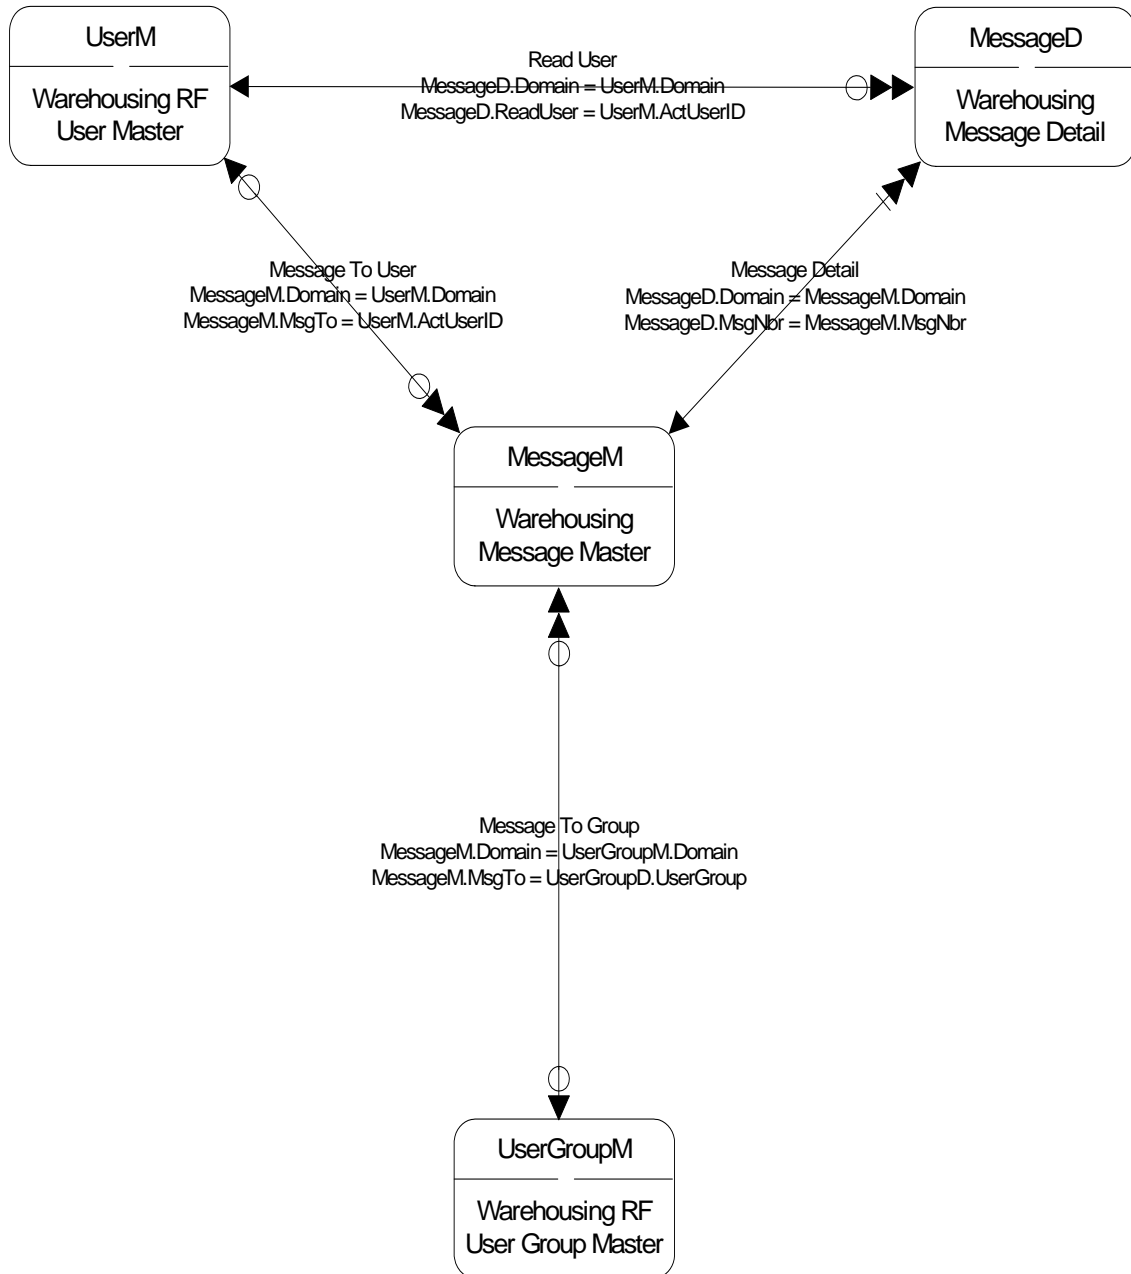 UserM
Warehousing RF
User Master
Read User
MessageD.Domain = UserM.Domain
MessageD.ReadUser = UserM.ActUserID
MessageD
Warehousing
Message Detail
Message To User
MessageM.Domain = UserM.Domain
MessageM.MsgTo = UserM.ActUserID
Message Detail
MessageD.Domain = MessageM.Domain
MessageD.MsgNbr = MessageM.MsgNbr
MessageM
Warehousing
Message Master
Message To Group
MessageM.Domain = UserGroupM.Domain
MessageM.MsgTo = UserGroupD.UserGroup
UserGroupM
Warehousing RF
User Group Master